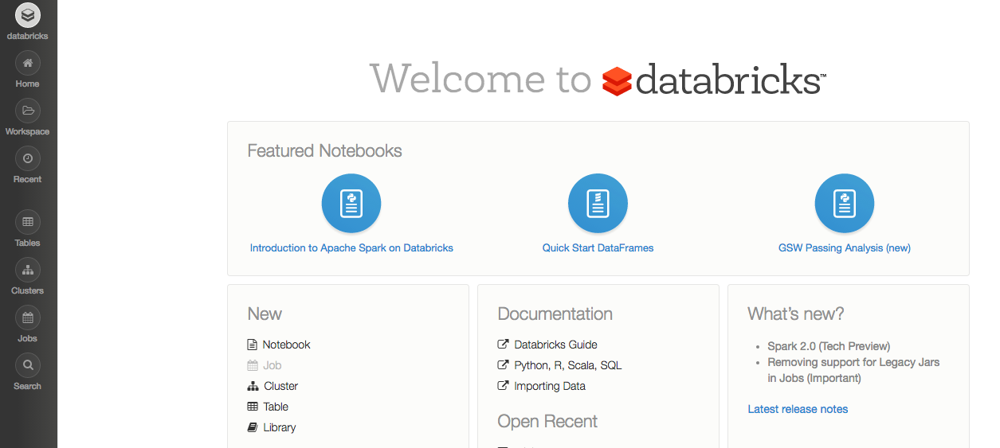 databricks
Home
Workspace
Recent
Tables
Clusters
Jobs
Search
Welcome to databricks™
Featured Notebooks
Introduction to Apache Spark on Databricks
Quick Start DataFrames
GSW Passing Analysis (new)
New
Notebook
Job
Cluster
Table
Library
Documentation
Databricks Guide
Python, R, Scala, SQL
Importing Data
Open Recent
What's new?
Spark 2.0 (Tech Preview)
Removing support for Legacy Jars
in Jobs (Important)
Latest release notes